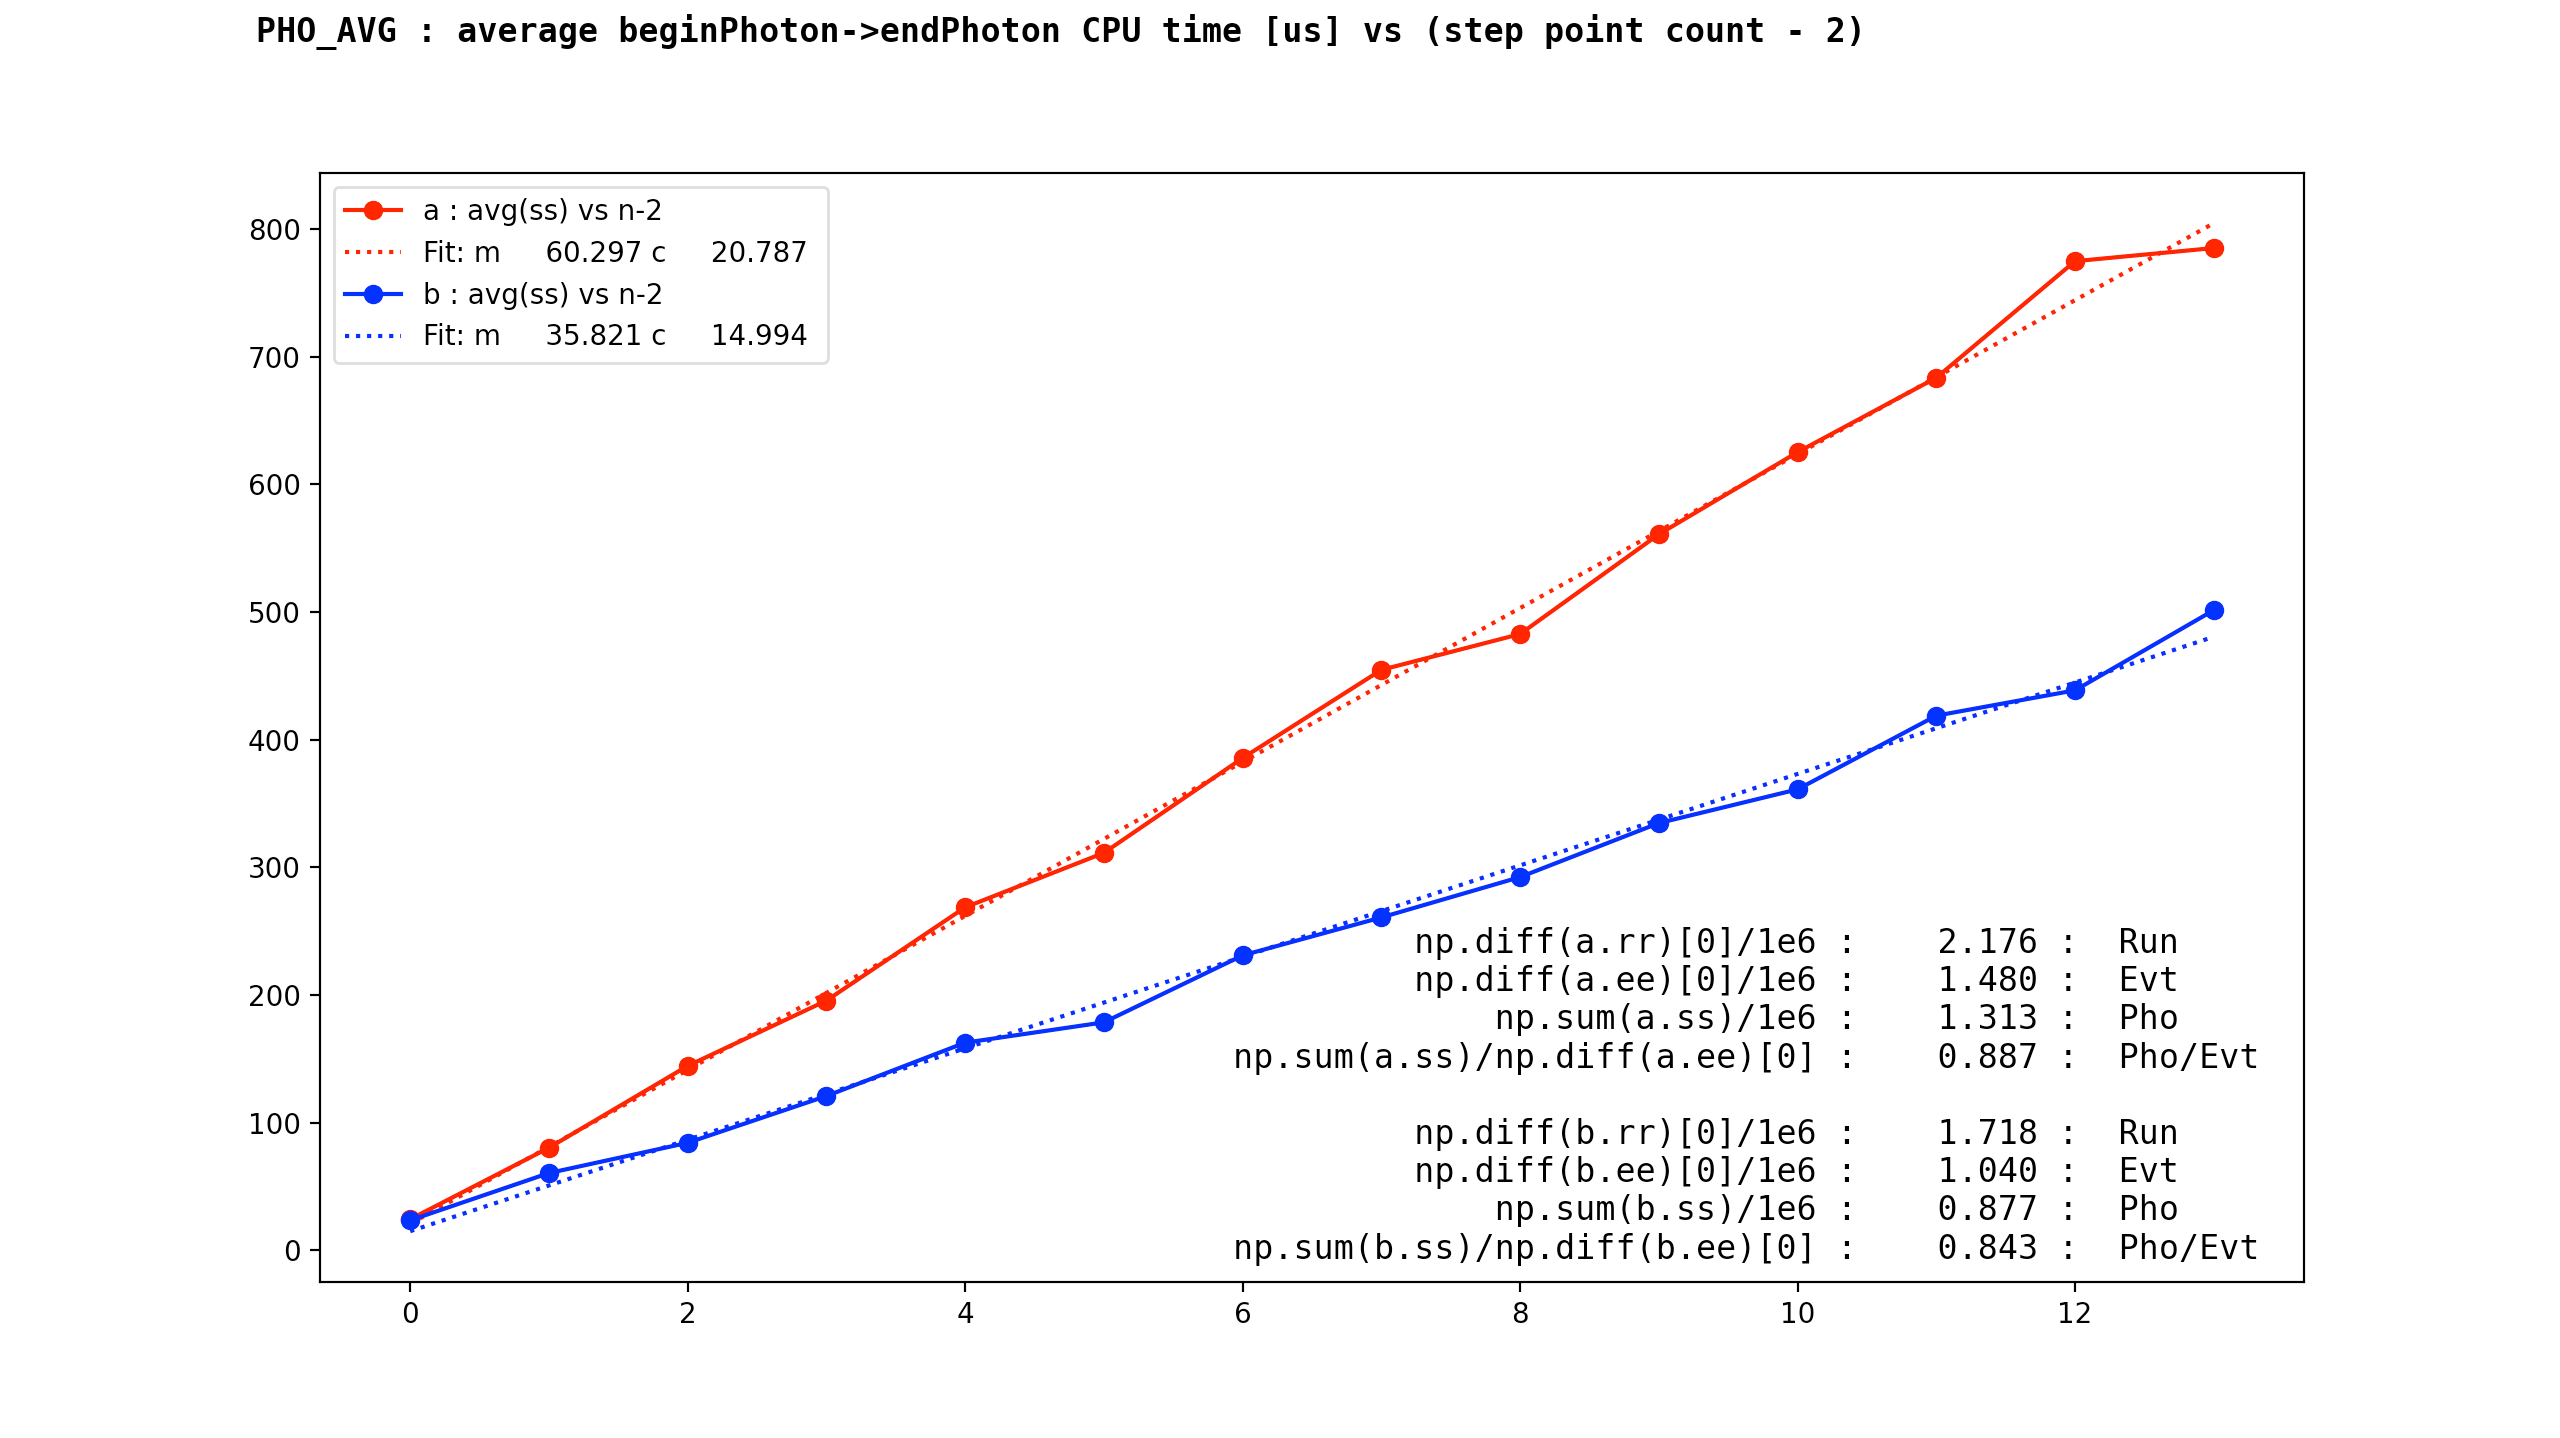 PHO_AVG : average beginPhoton->endPhoton CPU time [us] vs (step point count - 2)
a : avg(ss) vs n-2
Fit: m 60.297 c 20.787
b : avg(ss) vs n-2
Fit: m 35.821 c 14.994
800
700
600
500
400
300
200
100
0
np.diff(a.rr)[0]/1e6 : 2.176 : Run
np.diff(a.ee)[0]/1e6 : 1.480 : Evt
np.sum(a.ss)/1e6 : 1.313 : Pho
np.sum(a.ss)/np.diff(a.ee)[0] : 0.887 : Pho/Evt
np.diff(b.rr)[0]/1e6 : 1.718 : Run
np.diff(b.ee)[0]/1e6 : 1.040 : Evt
np.sum(b.ss)/1e6 : 0.877 : Pho
np.sum(b.ss)/np.diff(b.ee)[0] : 0.843 : Pho/Evt
0 2 4 6 8 10 12